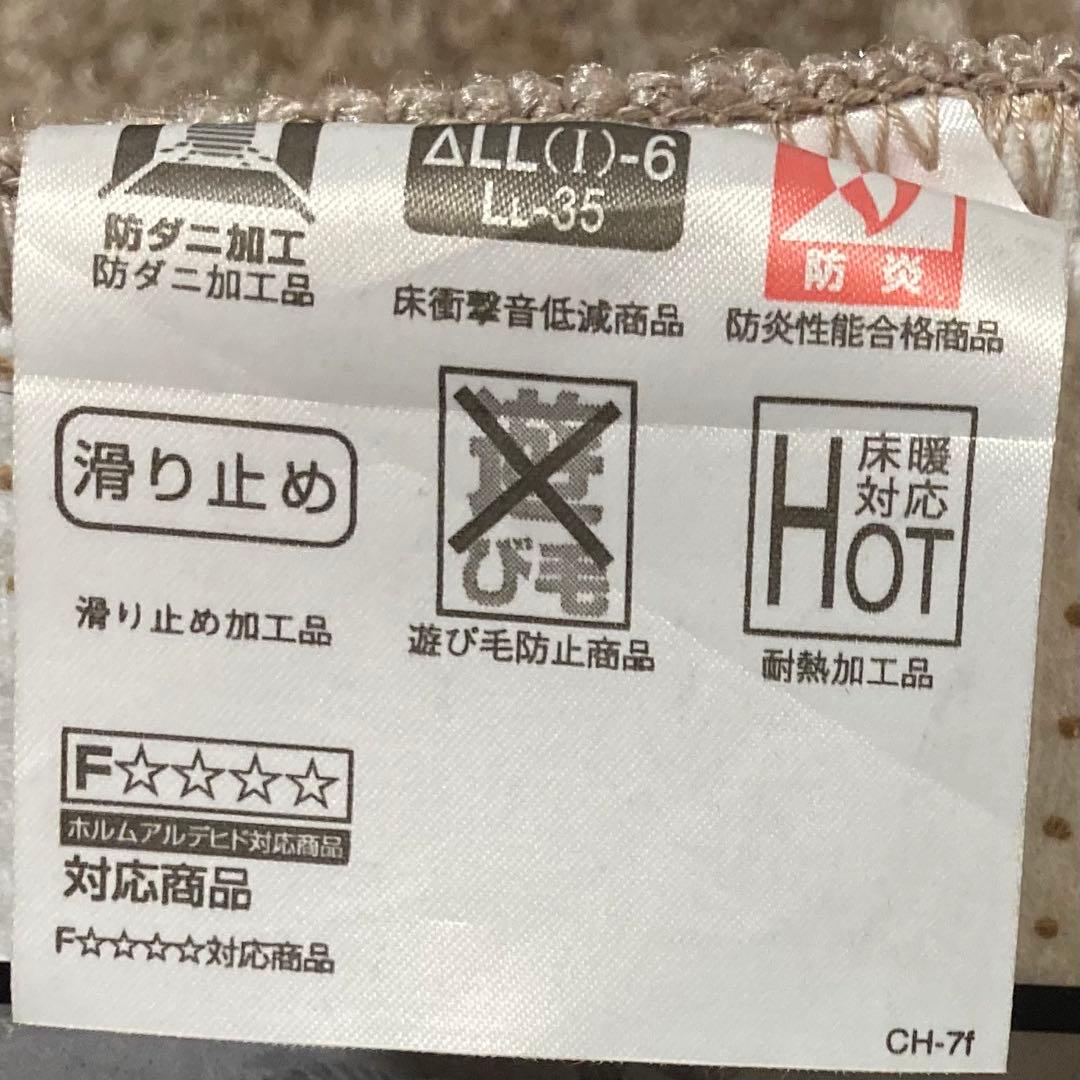 防ダニ加工
防ダニ加工品
ΔLL(Ⅰ)-6
LL-35
床衝撃音低減商品
防炎
防炎性能合格商品
滑り止め
滑り止め加工品
遊
び毛
遊び毛防止商品
HOT
床暖
対応
耐熱加工品
F☆☆☆☆
ホルムアルデヒド対応商品
対応商品
F☆☆☆☆対応商品
CH-7f